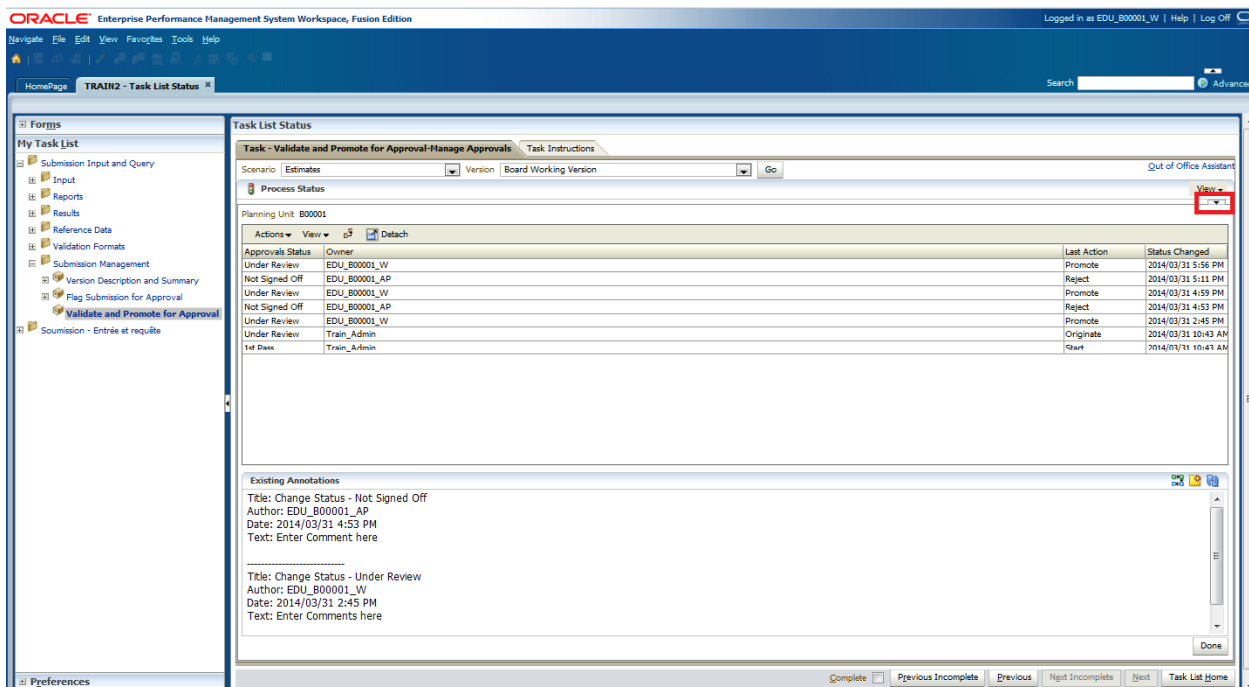 ORACLE Enterprise Performance Management System Workspace, Fusion Edition
Logged in as EDU_B00001_W | Help | Log Off
Navigate File Edit View Favorites Tools Help
HomePage TRAIN2 - Task List Status
Search Advanced
Forms
My Task List
Submission Input and Query
Input
Reports
Results
Reference Data
Validation Formats
Submission Management
Version Description and Summary
Flag Submission for Approval
Validate and Promote for Approval
Soumission - Entrée et requête
Preferences
Task List Status
Task - Validate and Promote for Approval-Manage Approvals Task Instructions
Scenario Estimates Version Board Working Version Go
Out of Office Assistant
Process Status View
Planning Unit B00001
Actions View Detach
Approvals Status Owner Last Action Status Changed
Under Review EDU_B00001_W Promote 2014/03/31 5:56 PM
Not Signed Off EDU_B00001_AP Reject 2014/03/31 5:11 PM
Under Review EDU_B00001_W Promote 2014/03/31 4:59 PM
Not Signed Off EDU_B00001_AP Reject 2014/03/31 4:53 PM
Under Review EDU_B00001_W Promote 2014/03/31 2:45 PM
Under Review Train_Admin Originate 2014/03/31 10:43 AM
1st Pass Train_Admin Start 2014/03/31 10:43 AM
Existing Annotations
Title: Change Status - Not Signed Off
Author: EDU_B00001_AP
Date: 2014/03/31 4:53 PM
Text: Enter Comment here
----------------------------
Title: Change Status - Under Review
Author: EDU_B00001_W
Date: 2014/03/31 2:45 PM
Text: Enter Comments here
Done
Complete Previous Incomplete Previous Next Incomplete Next Task List Home